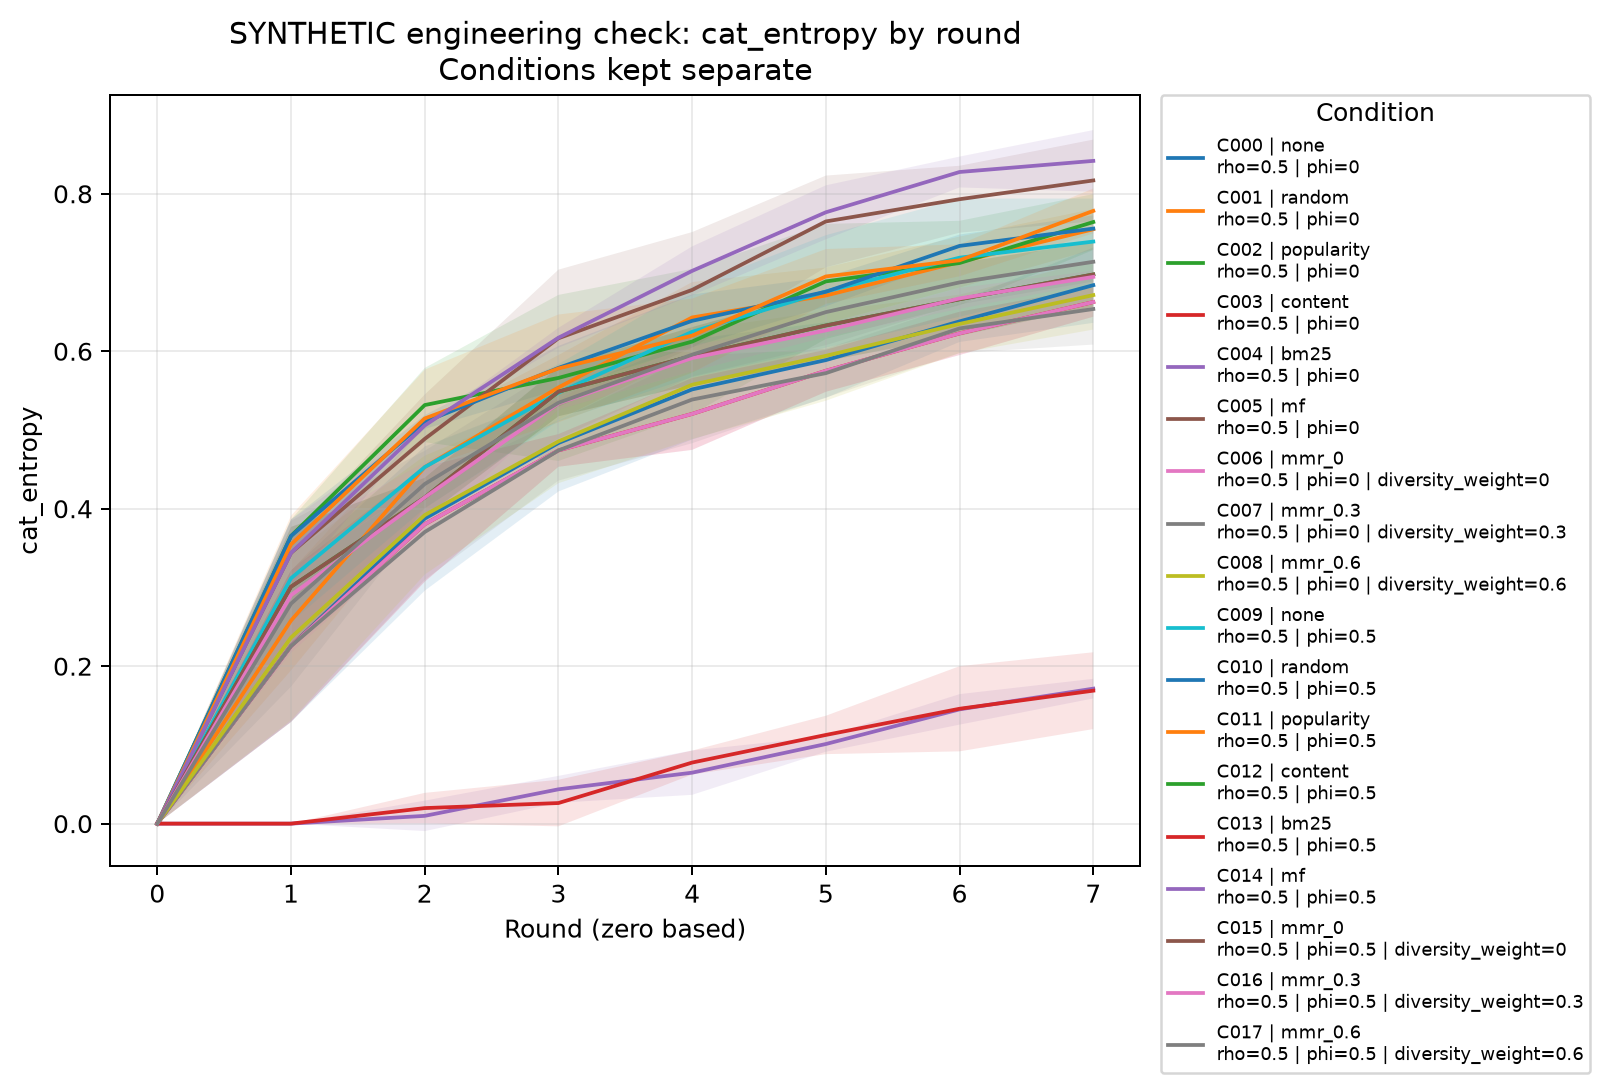 SYNTHETIC engineering check: cat_entropy by round
Conditions kept separate
cat_entropy
0.8
0.6
0.4
0.2
0.0
0 1 2 3 4 5 6 7
Round (zero based)
Condition
C000 | none
rho=0.5 | phi=0
C001 | random
rho=0.5 | phi=0
C002 | popularity
rho=0.5 | phi=0
C003 | content
rho=0.5 | phi=0
C004 | bm25
rho=0.5 | phi=0
C005 | mf
rho=0.5 | phi=0
C006 | mmr_0
rho=0.5 | phi=0 | diversity_weight=0
C007 | mmr_0.3
rho=0.5 | phi=0 | diversity_weight=0.3
C008 | mmr_0.6
rho=0.5 | phi=0 | diversity_weight=0.6
C009 | none
rho=0.5 | phi=0.5
C010 | random
rho=0.5 | phi=0.5
C011 | popularity
rho=0.5 | phi=0.5
C012 | content
rho=0.5 | phi=0.5
C013 | bm25
rho=0.5 | phi=0.5
C014 | mf
rho=0.5 | phi=0.5
C015 | mmr_0
rho=0.5 | phi=0.5 | diversity_weight=0
C016 | mmr_0.3
rho=0.5 | phi=0.5 | diversity_weight=0.3
C017 | mmr_0.6
rho=0.5 | phi=0.5 | diversity_weight=0.6